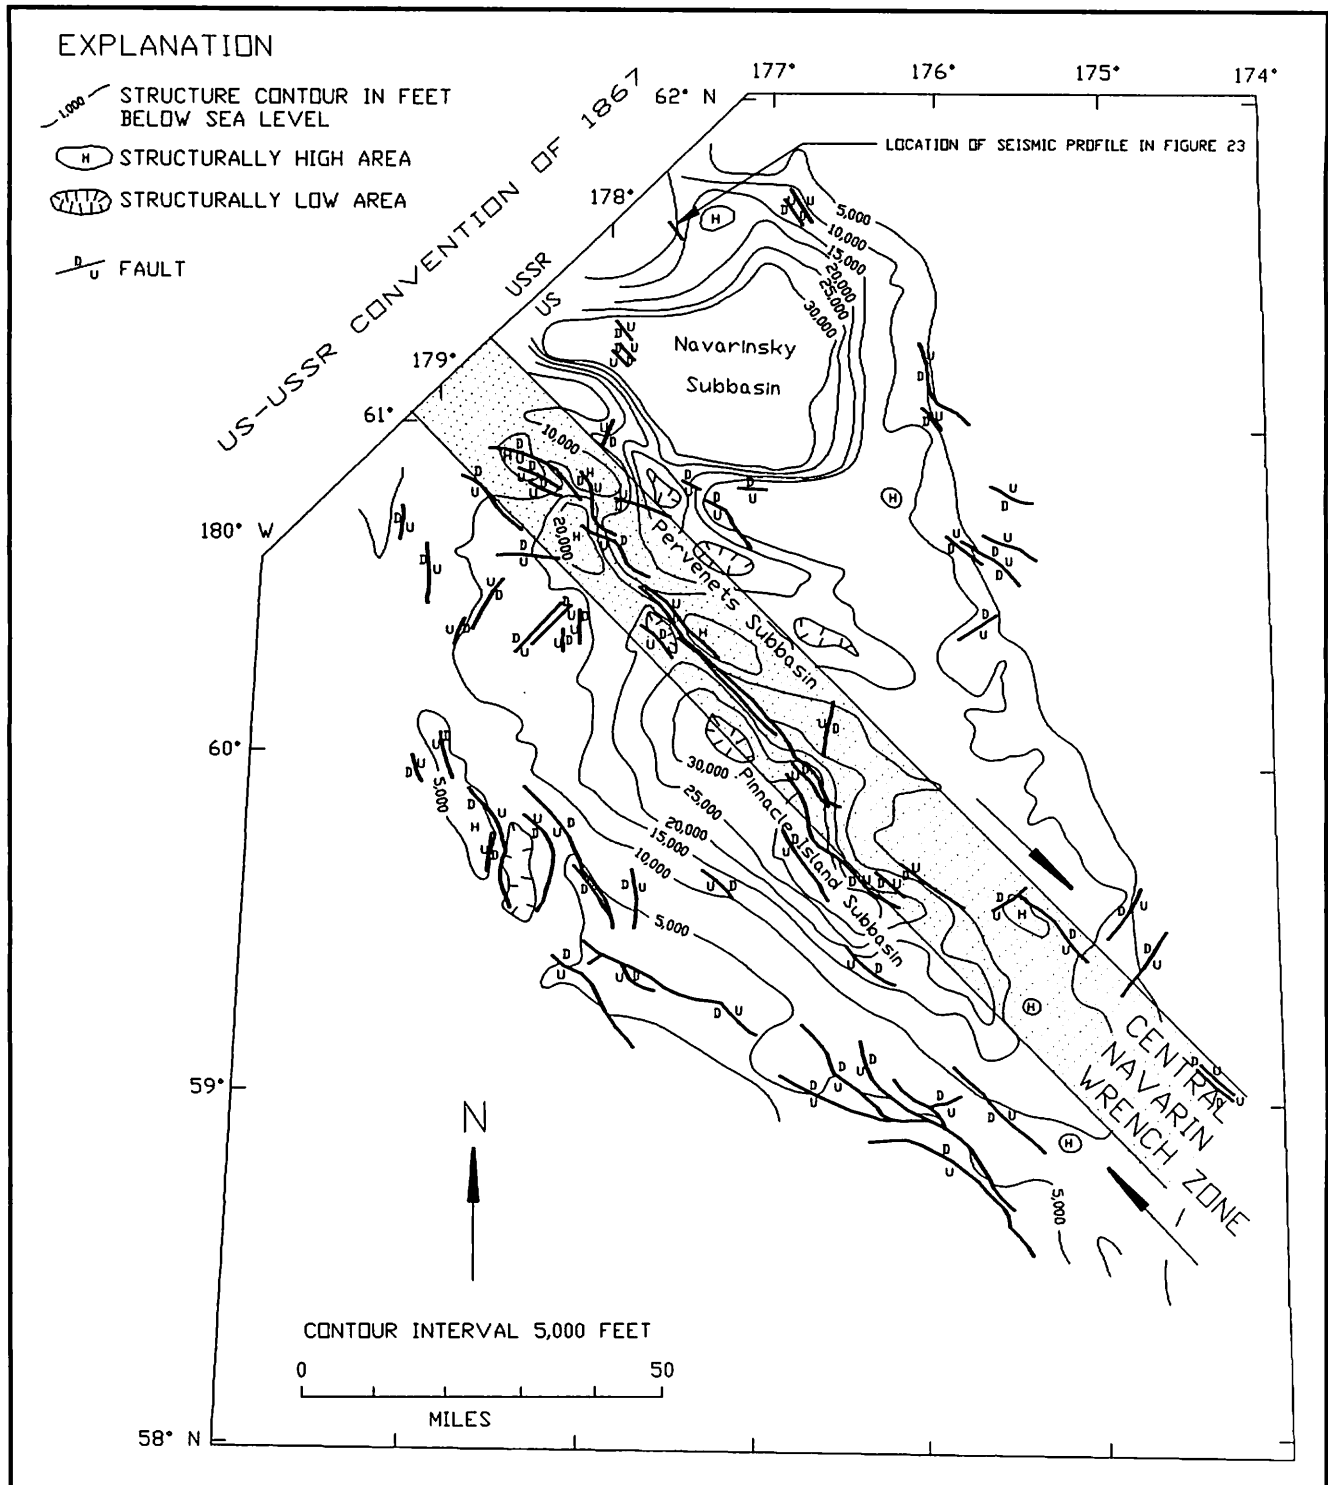 EXPLANATION
1,000
STRUCTURE CONTOUR IN FEET
BELOW SEA LEVEL
H
STRUCTURALLY HIGH AREA
STRUCTURALLY LOW AREA
D
U
FAULT
US-USSR CONVENTION OF 1867
USSR
US
62° N
177°
176°
175°
174°
178°
179°
61°
180° W
60°
59°
58° N
LOCATION OF SEISMIC PROFILE IN FIGURE 23
5,000
10,000
15,000
20,000
25,000
30,000
Navarinsky
Subbasin
10,000
20,000
Pervenets Subbasin
30,000
25,000
20,000
15,000
10,000
5,000
Pinnacle Island Subbasin
5,000
5,000
CENTRAL
NAVARIN
WRENCH ZONE
N
CONTOUR INTERVAL 5,000 FEET
0
50
MILES